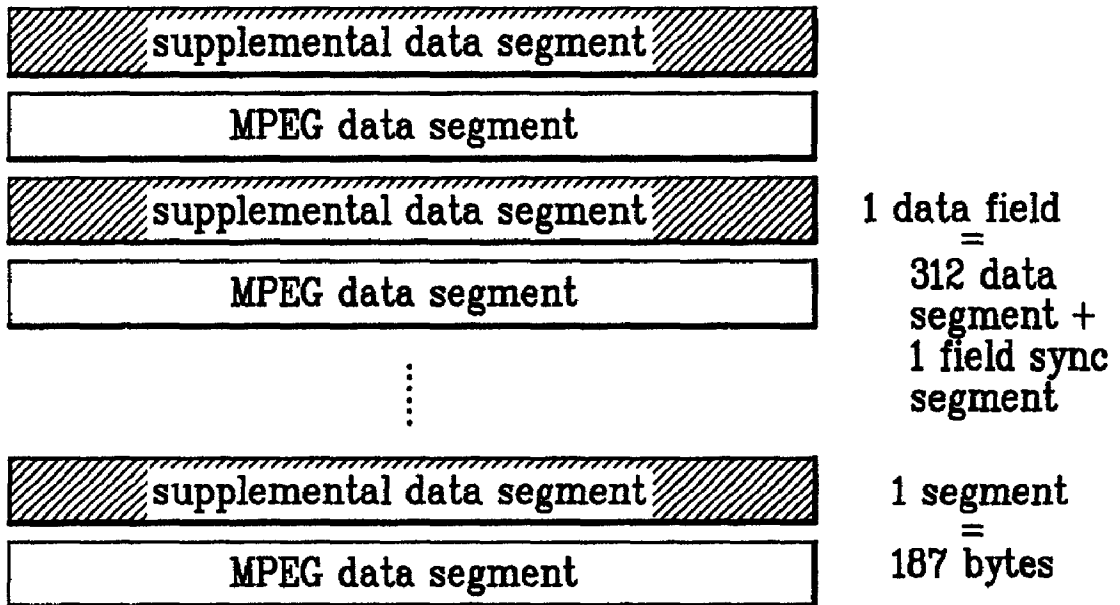 supplemental data segment
MPEG data segment
supplemental data segment
MPEG data segment
supplemental data segment
MPEG data segment
1 data field
=
312 data
segment +
1 field sync
segment
1 segment
=
187 bytes